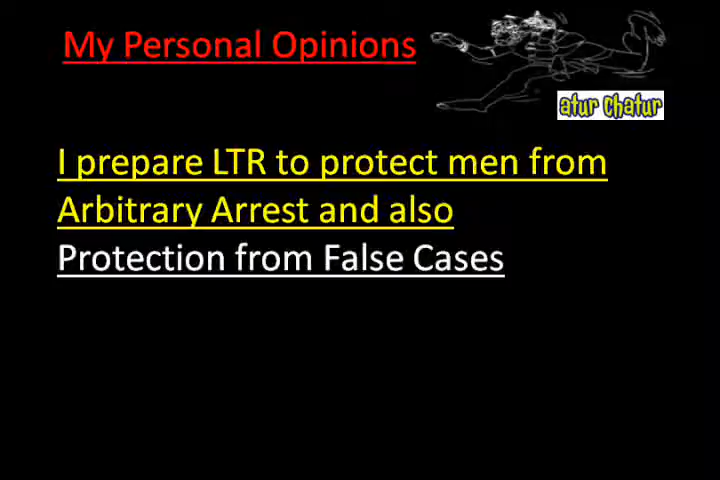 My Personal Opinions
atur chatur
I prepare LTR to protect men from
Arbitrary Arrest and also
Protection from False Cases